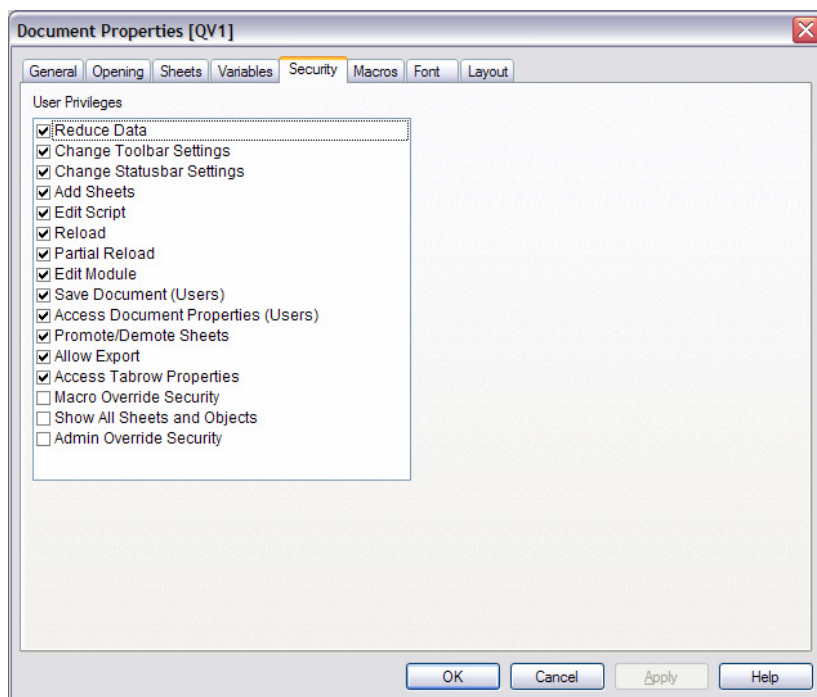 Document Properties [QV1]
General Opening Sheets Variables Security Macros Font Layout
User Privileges
Reduce Data
Change Toolbar Settings
Change Statusbar Settings
Add Sheets
Edit Script
Reload
Partial Reload
Edit Module
Save Document (Users)
Access Document Properties (Users)
Promote/Demote Sheets
Allow Export
Access Tabrow Properties
Macro Override Security
Show All Sheets and Objects
Admin Override Security
OK Cancel Apply Help